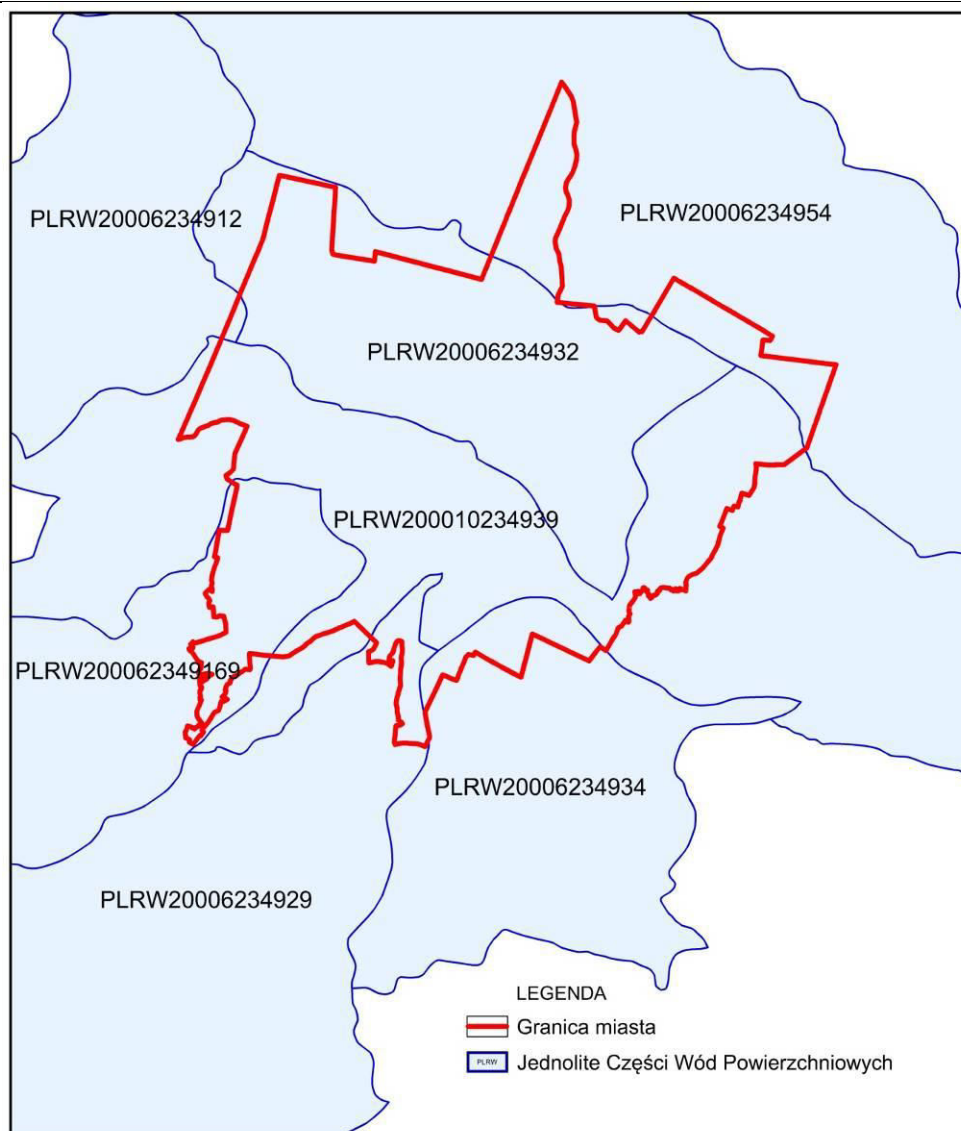 PLRW20006234912
PLRW20006234954
PLRW20006234932
PLRW200010234939
PLRW200062349169
PLRW20006234934
PLRW20006234929
LEGENDA
Granica miasta
PLRW
Jednolite Części Wód Powierzchniowych